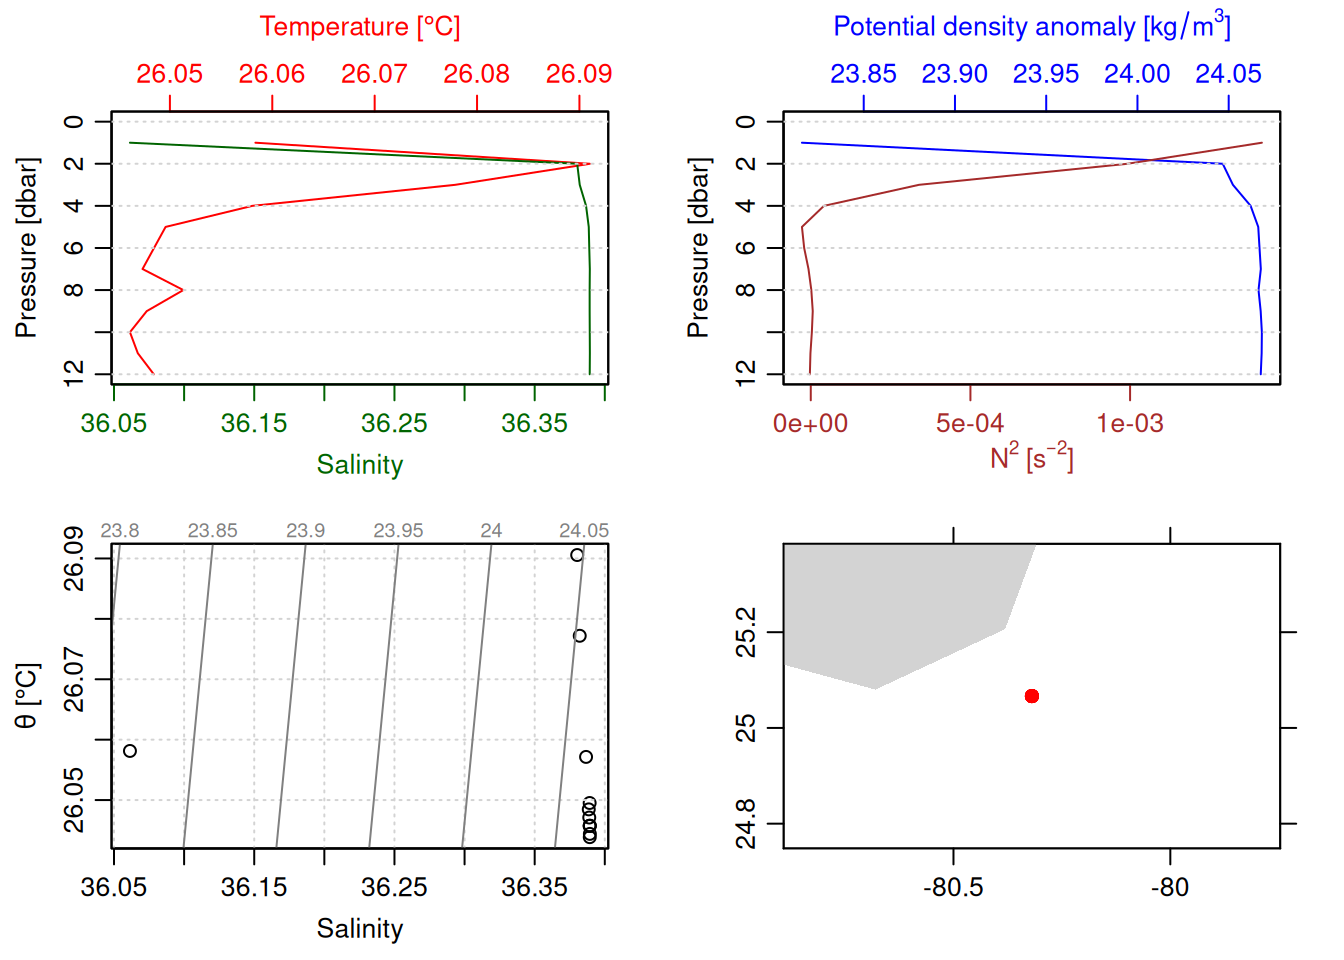 Temperature [°C]
26.05 26.06 26.07 26.08 26.09
Pressure [dbar]
0
2
4
6
8
12
36.05 36.15 36.25 36.35
Salinity
Potential density anomaly [kg/m³]
23.85 23.90 23.95 24.00 24.05
Pressure [dbar]
0
2
4
6
8
12
0e+00 5e-04 1e-03
N² [s⁻²]
23.8 23.85 23.9 23.95 24 24.05
θ [°C]
26.09
26.07
26.05
36.05 36.15 36.25 36.35
Salinity
25.2
25
24.8
-80.5 -80